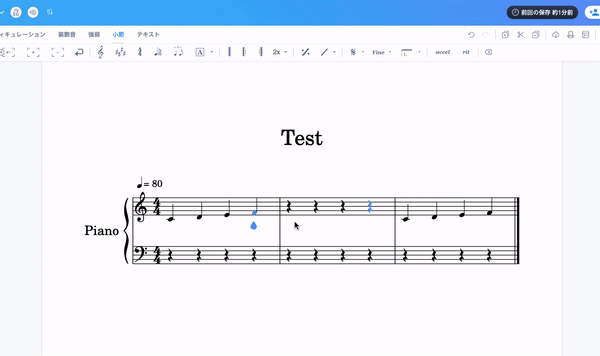 前回の保存 約1分前
ィキュレーション 装飾音 強弱 小節 テキスト
A 2x Fine accel rit
Test
= 80
Piano